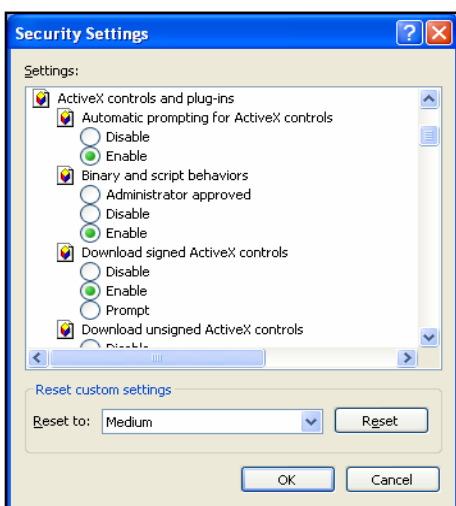 Security Settings
Settings:
ActiveX controls and plug-ins
Automatic prompting for ActiveX controls
Disable
Enable
Binary and script behaviors
Administrator approved
Disable
Enable
Download signed ActiveX controls
Disable
Enable
Prompt
Download unsigned ActiveX controls
Disable
Reset custom settings
Reset to: Medium Reset
OK Cancel